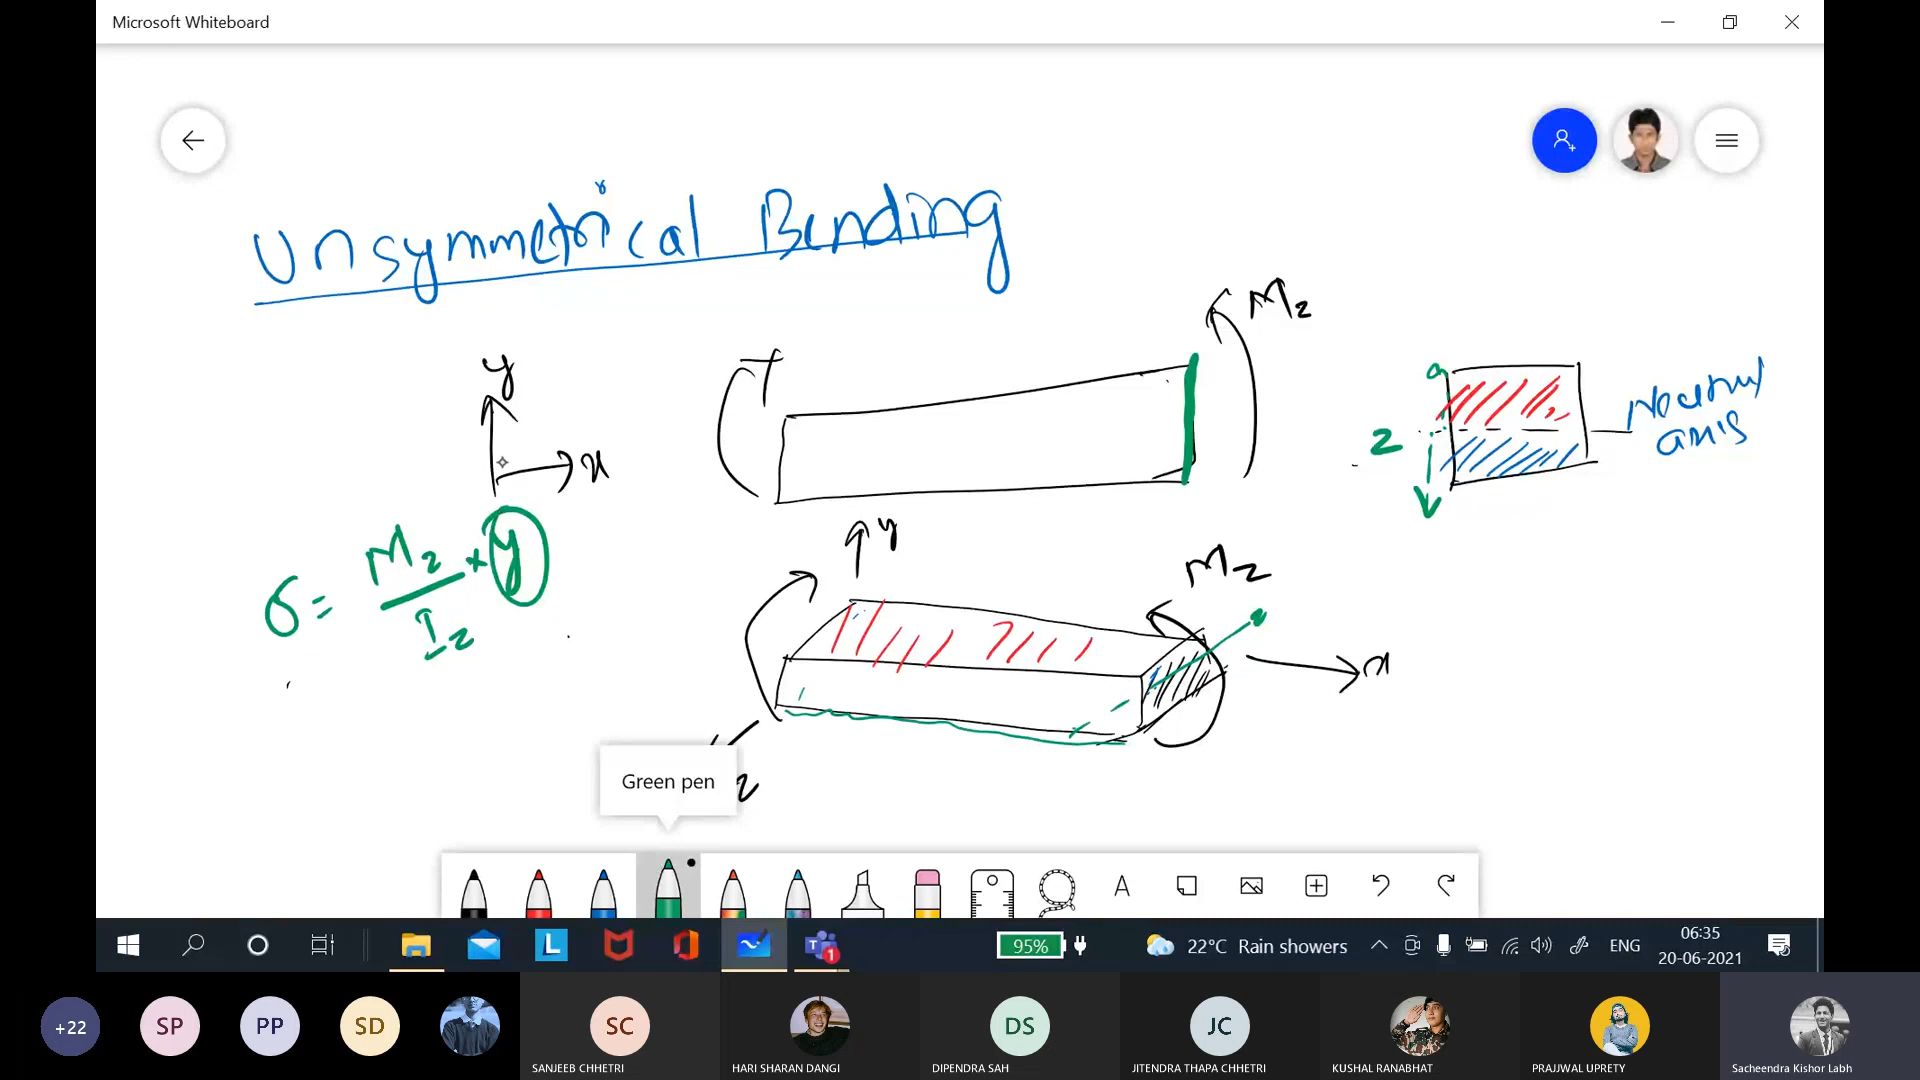 Microsoft Whiteboard
Unsymmetrical Bending
M2
y
x
Neutral
axis
z
σ = Mz/Iz * y
y
Mz
x
z
Green pen
A
L
1
95%
22°C Rain showers
ENG
06:35
20-06-2021
+22
SP
PP
SD
SC
DS
JC
SANJEEB CHHETRI
HARI SHARAN DANGI
DIPENDRA SAH
JITENDRA THAPA CHHETRI
KUSHAL RANABHAT
PRAJJWAL UPRETY
Sacheendra Kishor Labh